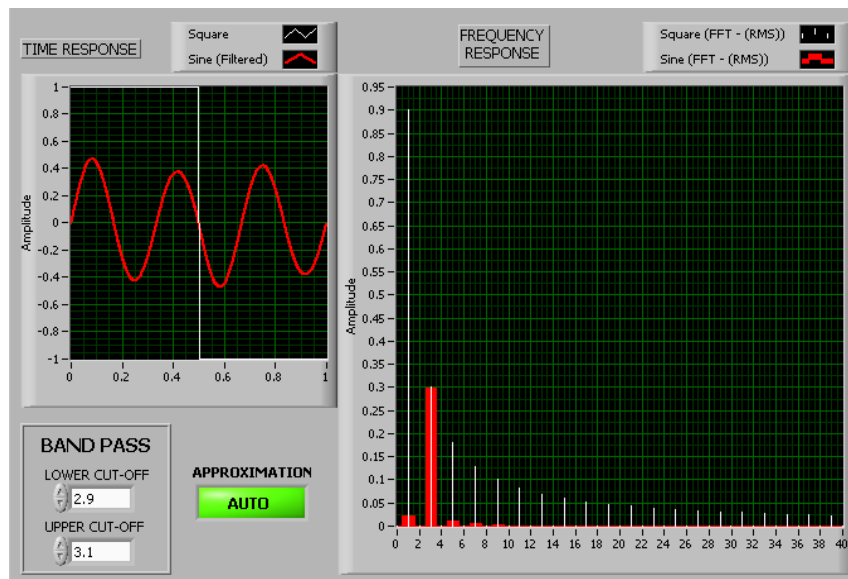 TIME RESPONSE
Square
Sine (Filtered)
FREQUENCY
RESPONSE
Square (FFT - (RMS))
Sine (FFT - (RMS))
Amplitude
1
0.8
0.6
0.4
0.2
0
-0.2
-0.4
-0.6
-0.8
-1
0 0.2 0.4 0.6 0.8 1
Amplitude
0.95
0.9
0.85
0.8
0.75
0.7
0.65
0.6
0.55
0.5
0.45
0.4
0.35
0.3
0.25
0.2
0.15
0.1
0.05
0
0 2 4 6 8 10 12 14 16 18 20 22 24 26 28 30 32 34 36 38 40
BAND PASS
LOWER CUT-OFF
2.9
UPPER CUT-OFF
3.1
APPROXIMATION
AUTO